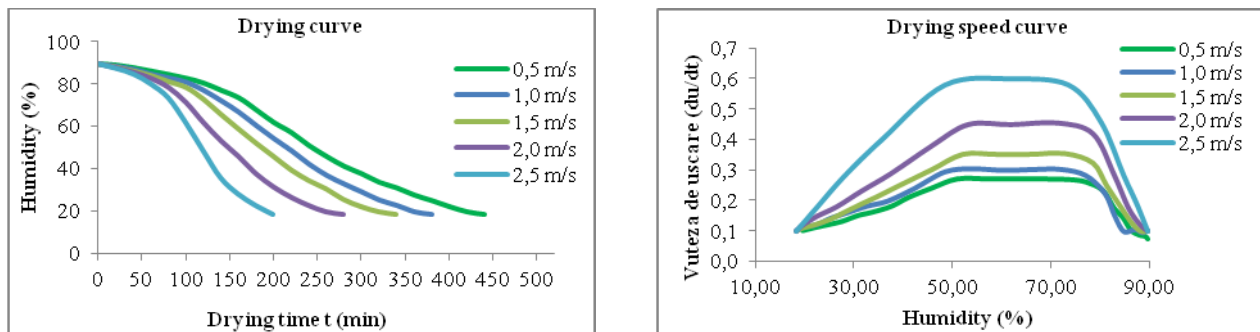 Drying curve
Humidity (%)
100
80
60
40
20
0
0 50 100 150 200 250 300 350 400 450 500
Drying time t (min)
0,5 m/s
1,0 m/s
1,5 m/s
2,0 m/s
2,5 m/s
Drying speed curve
Vuteza de uscare (du/dt)
0,7
0,6
0,5
0,4
0,3
0,2
0,1
0,0
10,00 30,00 50,00 70,00 90,00
Humidity (%)
0,5 m/s
1,0 m/s
1,5 m/s
2,0 m/s
2,5 m/s